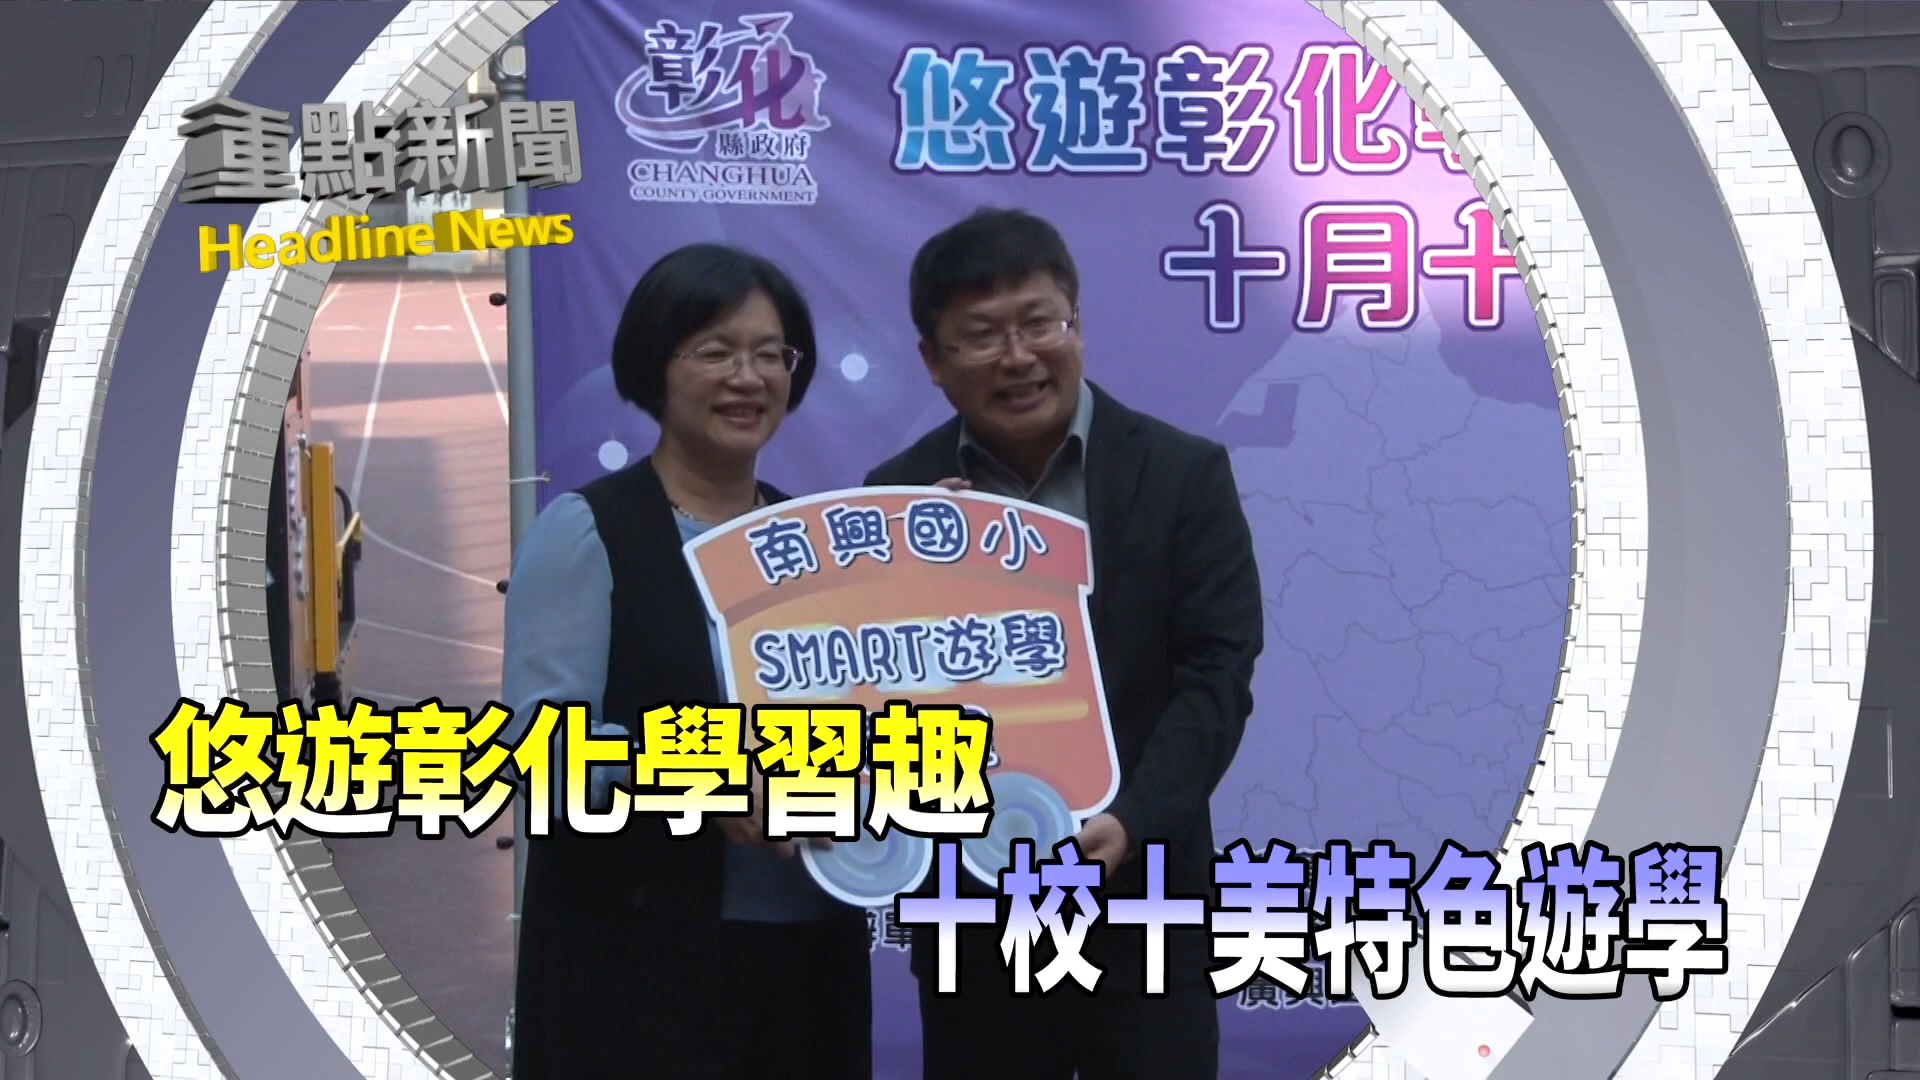 重點新聞
Headline News
彰化
縣政府
CHANGHUA
COUNTY GOVERNMENT
悠遊彰化
十月十
南興國小
SMART遊學
悠遊彰化學習趣
十校十美特色遊學